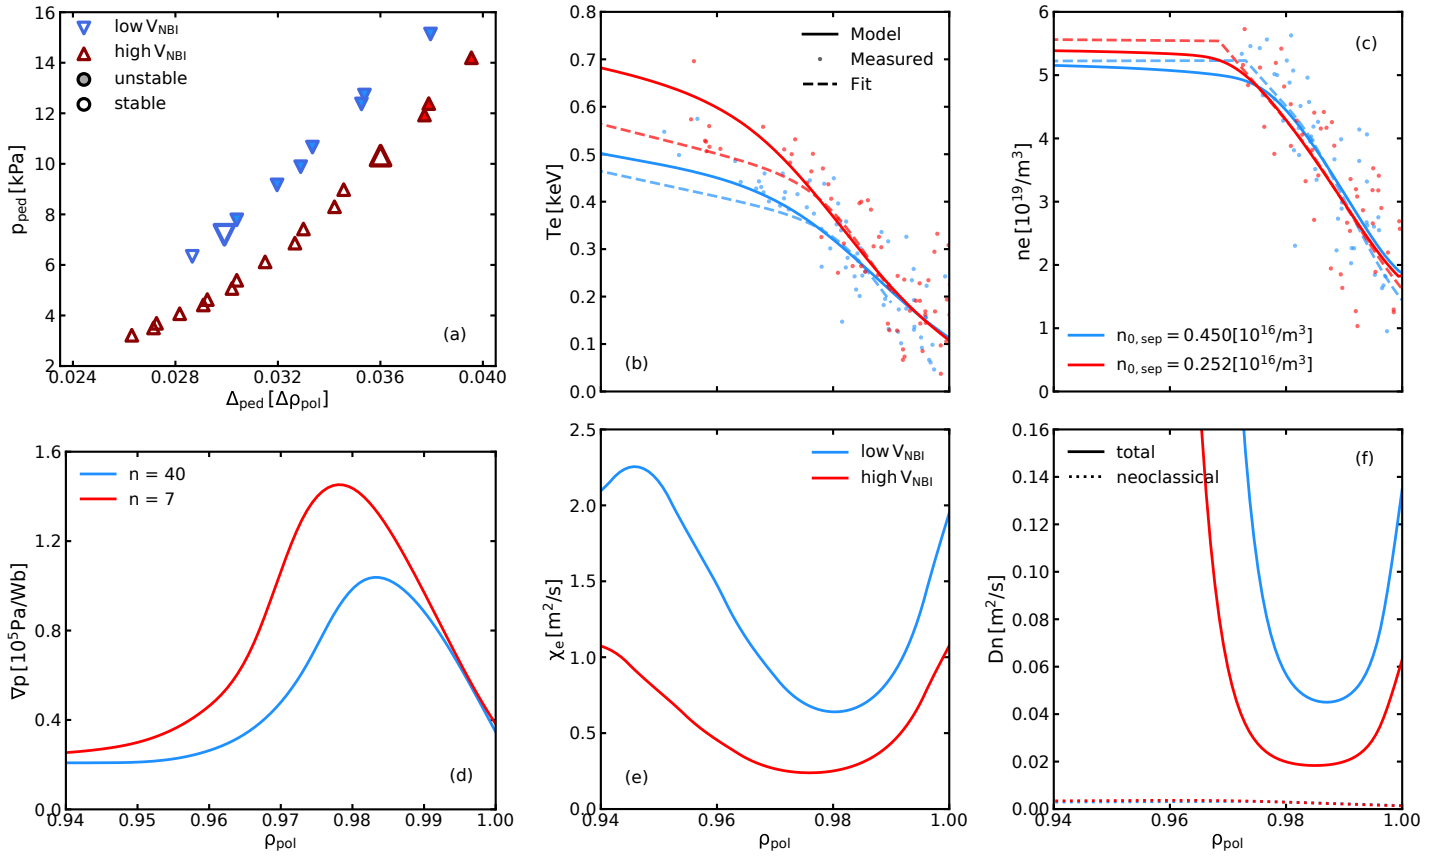 16
14
12
10
8
6
4
2
p_ped [kPa]
low V_NBI
high V_NBI
unstable
stable
(a)
0.024 0.028 0.032 0.036 0.040
Δ_ped [Δρ_pol]
0.8
0.7
0.6
0.5
0.4
0.3
0.2
0.1
0
Te [keV]
Model
Measured
Fit
(b)
6
5
4
3
2
1
0
ne [10^19/m^3]
(c)
n_0,sep = 0.450[10^16/m^3]
n_0,sep = 0.252[10^16/m^3]
1.6
1.2
0.8
0.4
0.0
∇p [10^5Pa/Wb]
n = 40
n = 7
(d)
0.94 0.95 0.96 0.97 0.98 0.99 1.00
ρ_pol
2.5
2.0
1.5
1.0
0.5
0.0
χ_e [m^2/s]
low V_NBI
high V_NBI
(e)
0.94 0.96 0.98 1.00
ρ_pol
0.16
0.14
0.12
0.10
0.08
0.06
0.04
0.02
0.00
Dn [m^2/s]
total
neoclassical
(f)
0.94 0.96 0.98 1.00
ρ_pol